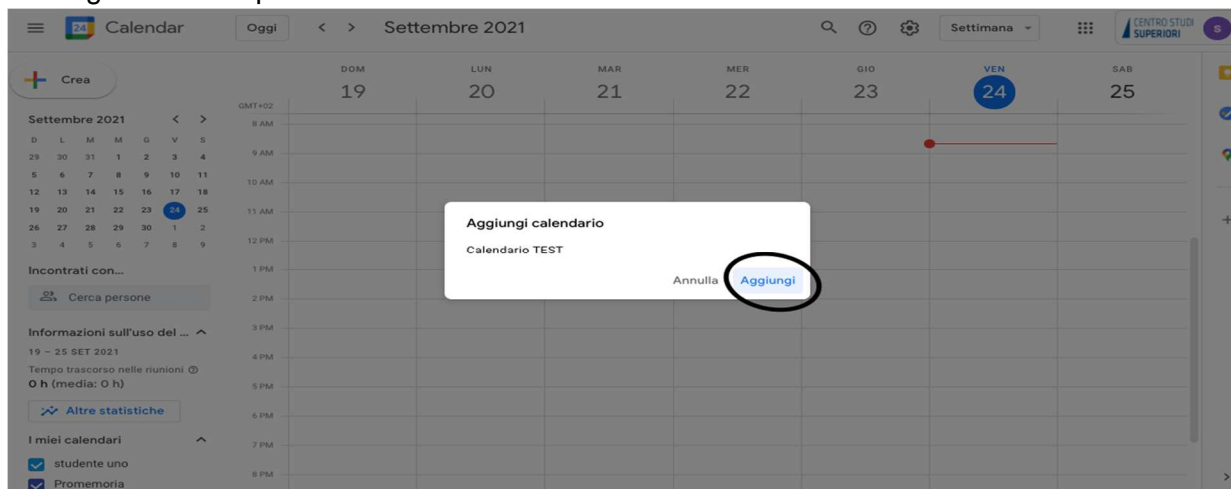 Calendar
Oggi
< >
Settembre 2021
Settimana
CENTRO STUDI
SUPERIORI
s
Crea
DOM LUN MAR MER GIO VEN SAB
19 20 21 22 23 24 25
GMT+02
Settembre 2021 < >
D L M M G V S
29 30 31 1 2 3 4
5 6 7 8 9 10 11
12 13 14 15 16 17 18
19 20 21 22 23 24 25
26 27 28 29 30 1 2
3 4 5 6 7 8 9
8 AM
9 AM
10 AM
11 AM
12 PM
1 PM
2 PM
3 PM
4 PM
5 PM
6 PM
7 PM
8 PM
Aggiungi calendario
Calendario TEST
Annulla Aggiungi
Incontrati con...
Cerca persone
Informazioni sull'uso del ...
19 – 25 SET 2021
Tempo trascorso nelle riunioni
0 h (media: 0 h)
Altre statistiche
I miei calendari
studente uno
Promemoria